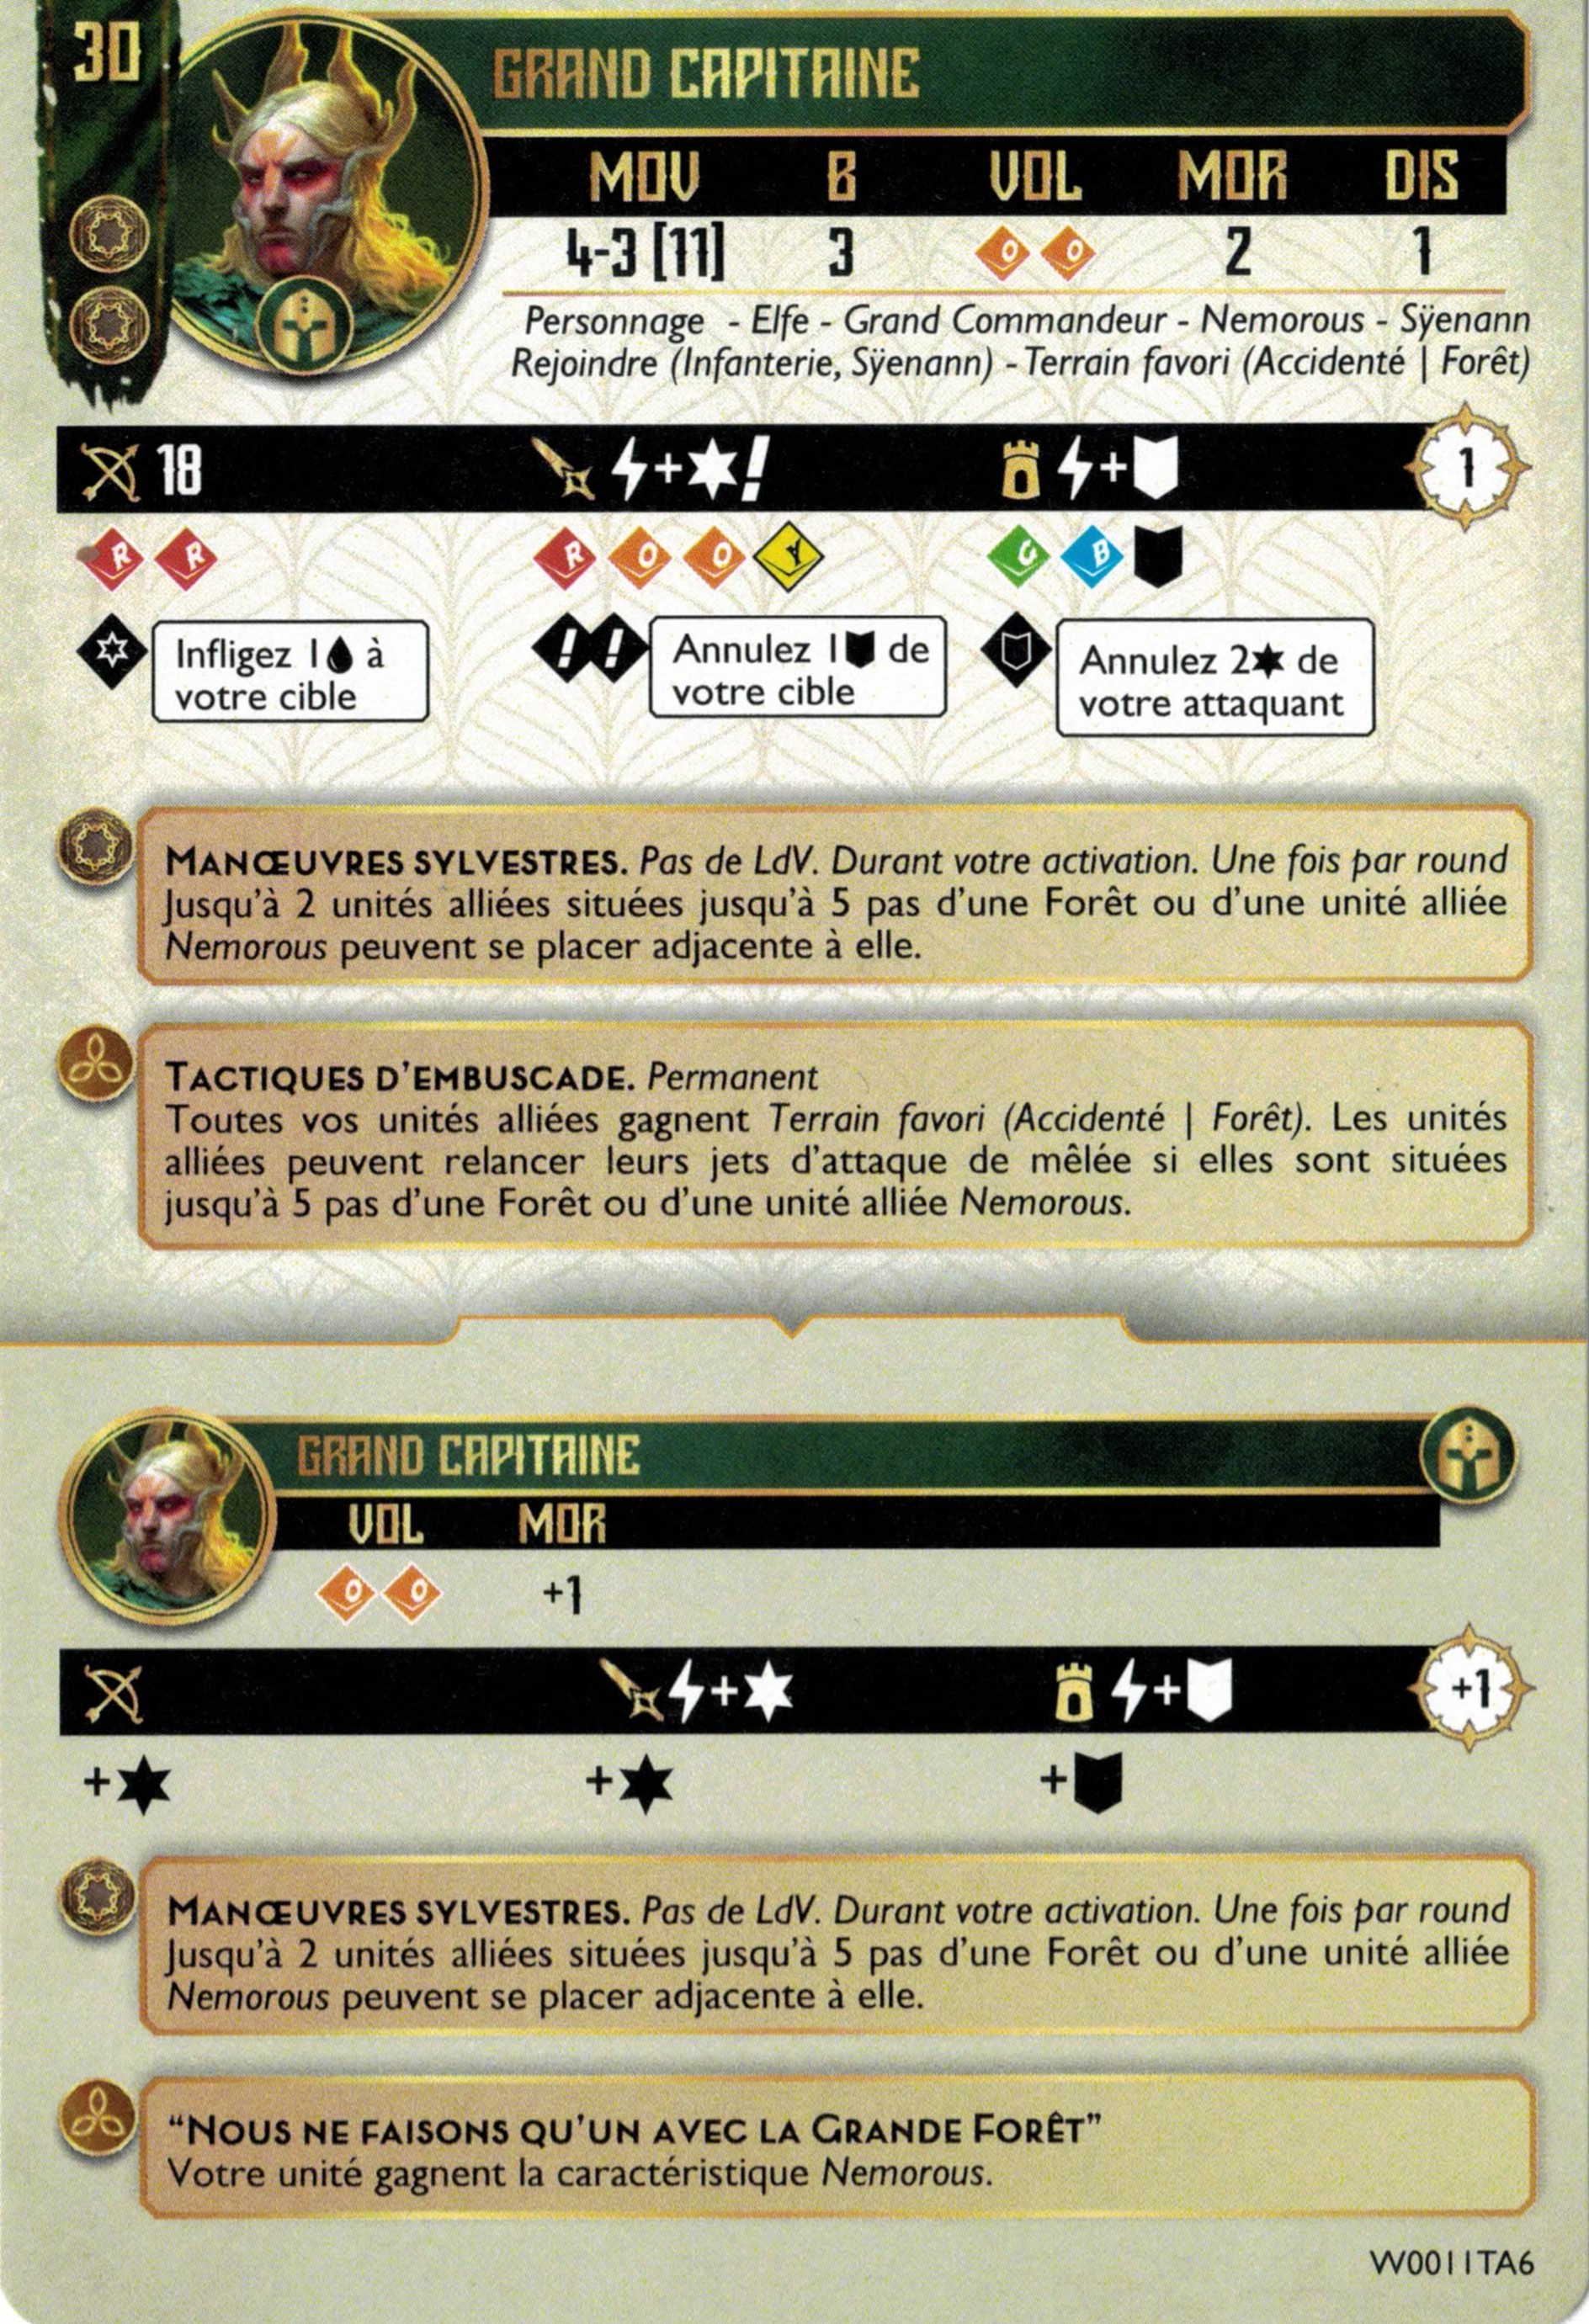 30
GRAND CAPITAINE
MOV B VOL MOR DIS
4-3 [11] 3 O O 2 1
Personnage - Elfe - Grand Commandeur - Nemorous - Sÿenann
Rejoindre (Infanterie, Sÿenann) - Terrain favori (Accidenté | Forêt)
18 + ! + 1
R R R O O Y G B
! !
Infligez 1 à
votre cible
Annulez 1 de
votre cible
Annulez 2 de
votre attaquant
MANŒUVRES SYLVESTRES. Pas de LdV. Durant votre activation. Une fois par round
Jusqu'à 2 unités alliées situées jusqu'à 5 pas d'une Forêt ou d'une unité alliée
Nemorous peuvent se placer adjacente à elle.
TACTIQUES D'EMBUSCADE. Permanent
Toutes vos unités alliées gagnent Terrain favori (Accidenté | Forêt). Les unités
alliées peuvent relancer leurs jets d'attaque de mêlée si elles sont situées
jusqu'à 5 pas d'une Forêt ou d'une unité alliée Nemorous.
GRAND CAPITAINE
VOL MOR
O O +1
+ + +1
+ + +
MANŒUVRES SYLVESTRES. Pas de LdV. Durant votre activation. Une fois par round
Jusqu'à 2 unités alliées situées jusqu'à 5 pas d'une Forêt ou d'une unité alliée
Nemorous peuvent se placer adjacente à elle.
"NOUS NE FAISONS QU'UN AVEC LA GRANDE FORÊT"
Votre unité gagnent la caractéristique Nemorous.
W0011TA6